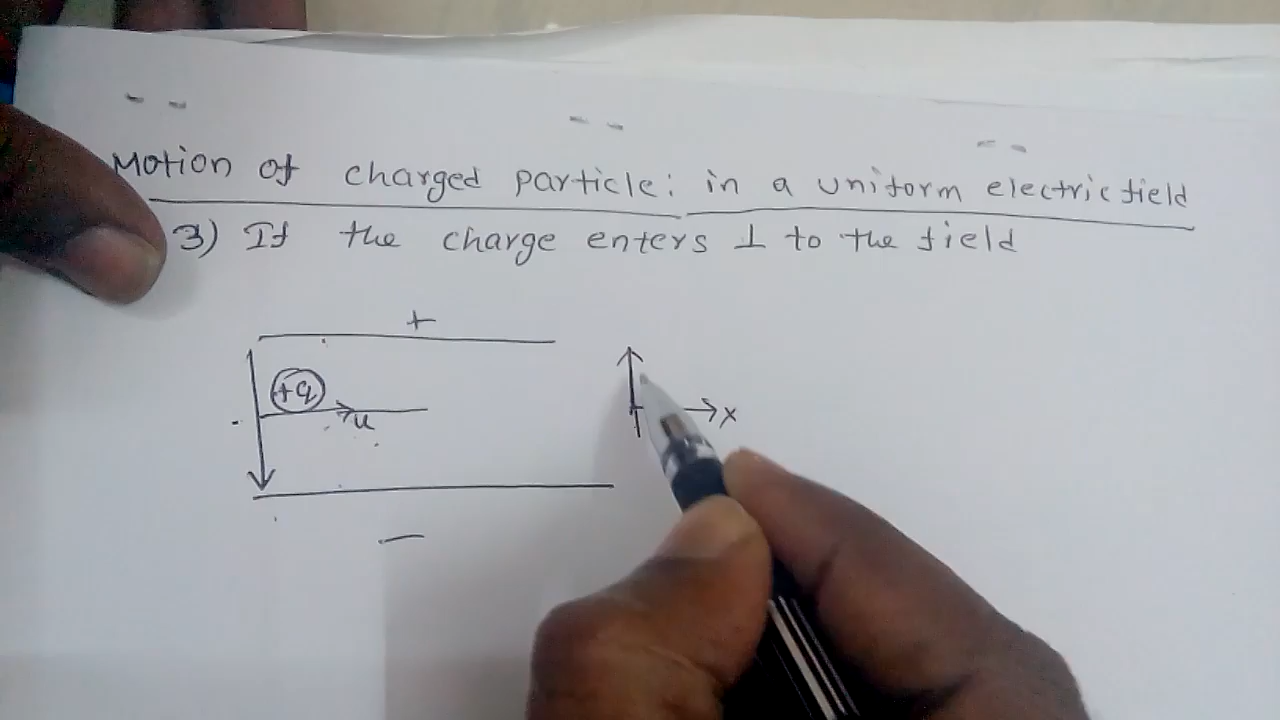 Motion of charged particle: in a uniform electric field
3) If the charge enters ⊥ to the field
+
+q
u
x
−